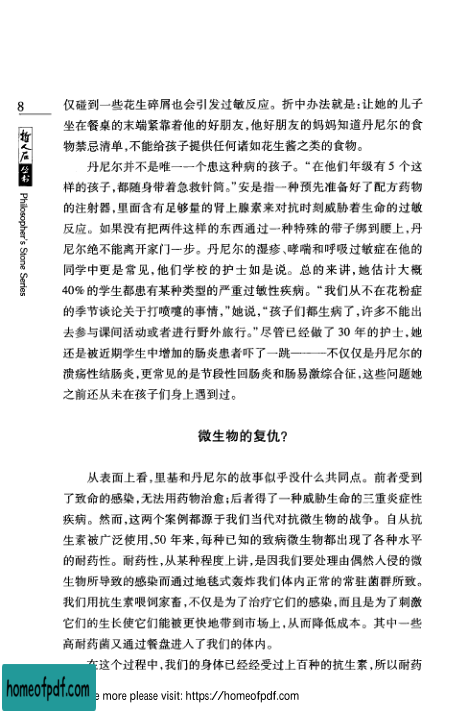 8
哲人石
丛书
Philosopher's Stone Series
仅碰到一些花生碎屑也会引发过敏反应。折中办法就是:让她的儿子
坐在餐桌的末端紧靠着他的好朋友,他好朋友的妈妈知道丹尼尔的食
物禁忌清单,不能给孩子提供任何诸如花生酱之类的食物。
丹尼尔并不是唯一一个患这种病的孩子。“在他们年级有 5 个这
样的孩子,都随身带着急救针筒。”安是指一种预先准备好了配方药物
的注射器,里面含有足够量的肾上腺素来对抗时刻威胁着生命的过敏
反应。如果没有把两件这样的东西通过一种特殊的带子绑到腰上,丹
尼尔绝不能离开家门一步。丹尼尔的湿疹、哮喘和呼吸过敏症在他的
同学中更是常见,他们学校的护士如是说。总的来讲,她估计大概
40%的学生都患有某种类型的严重过敏性疾病。“我们从不在花粉症
的季节谈论关于打喷嚏的事情,”她说,“孩子们都生病了,许多不能出
去参与课间活动或者进行野外旅行。”尽管已经做了 30 年的护士,她
还是被近期学生中增加的肠炎患者吓了一跳———不仅仅是丹尼尔的
溃疡性结肠炎,更常见的是节段性回肠炎和肠易激综合征,这些问题她
之前还从未在孩子们身上遇到过。
微生物的复仇?
从表面上看,里基和丹尼尔的故事似乎没什么共同点。前者受到
了致命的感染,无法用药物治愈;后者得了一种威胁生命的三重炎症性
疾病。然而,这两个案例都源于我们当代对抗微生物的战争。自从抗
生素被广泛使用,50 年来,每种已知的致病微生物都出现了各种水平
的耐药性。耐药性,从某种程度上讲,是因我们要处理由偶然入侵的微
生物所导致的感染而通过地毯式轰炸我们体内正常的常驻菌群所致。
我们用抗生素喂饲家畜,不仅是为了治疗它们的感染,而且是为了刺激
它们的生长使它们能被更快地带到市场上,从而降低成本。其中一些
高耐药菌又通过餐盘进入了我们的体内。
在这个过程中,我们的身体已经经受过上百种的抗生素,所以耐药
homeofpdf.com
e more please visit: https://homeofpdf.com